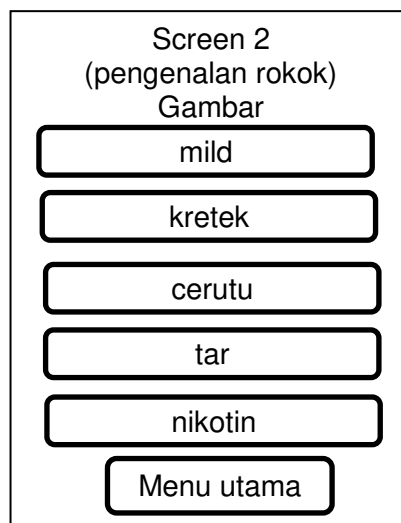 Screen 2
(pengenalan rokok)
Gambar
mild
kretek
cerutu
tar
nikotin
Menu utama